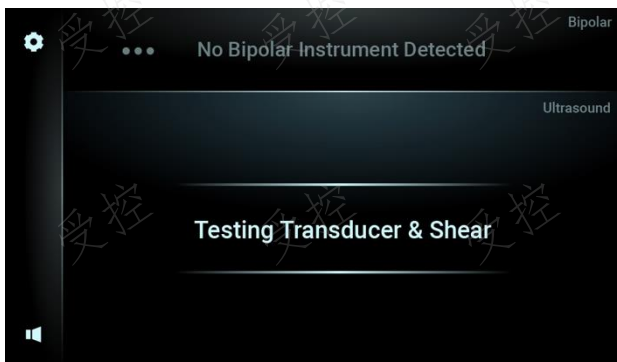 Bipolar
No Bipolar Instrument Detected
Ultrasound
Testing Transducer & Shear
受控 受控 受控
受控 受控 受控